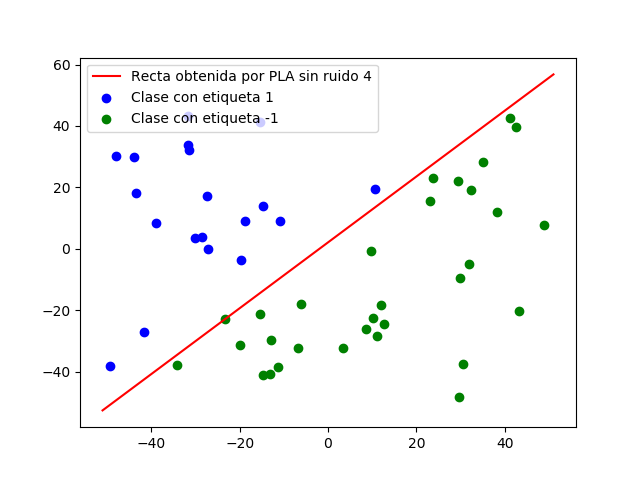 60
Recta obtenida por PLA sin ruido 4
Clase con etiqueta 1
Clase con etiqueta -1
40
20
0
−20
−40
−40 −20 0 20 40